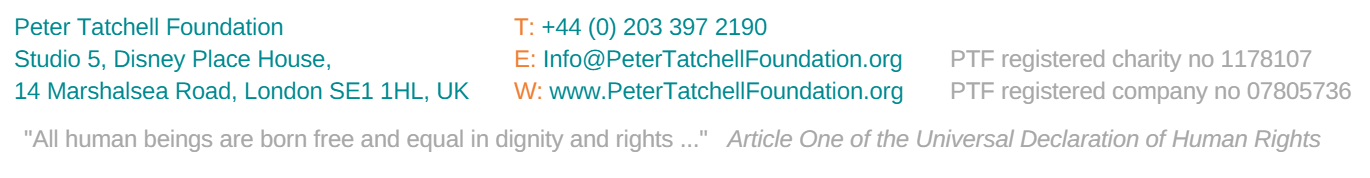 Peter Tatchell Foundation T: +44 (0) 203 397 2190
Studio 5, Disney Place House, E: Info@PeterTatchellFoundation.org PTF registered charity no 1178107
14 Marshalsea Road, London SE1 1HL, UK W: www.PeterTatchellFoundation.org PTF registered company no 07805736
"All human beings are born free and equal in dignity and rights ..." Article One of the Universal Declaration of Human Rights